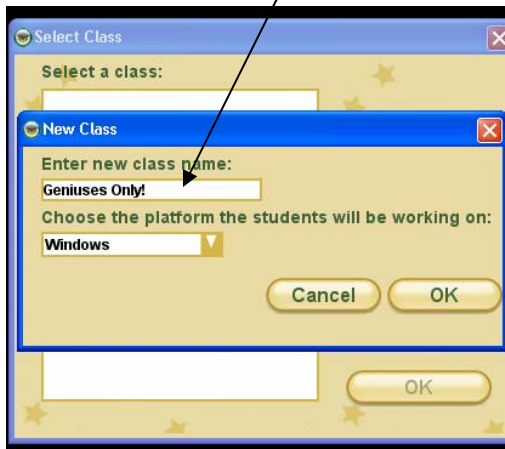 Select Class
Select a class:
New Class
Enter new class name:
Geniuses Only!
Choose the platform the students will be working on:
Windows
Cancel OK
OK